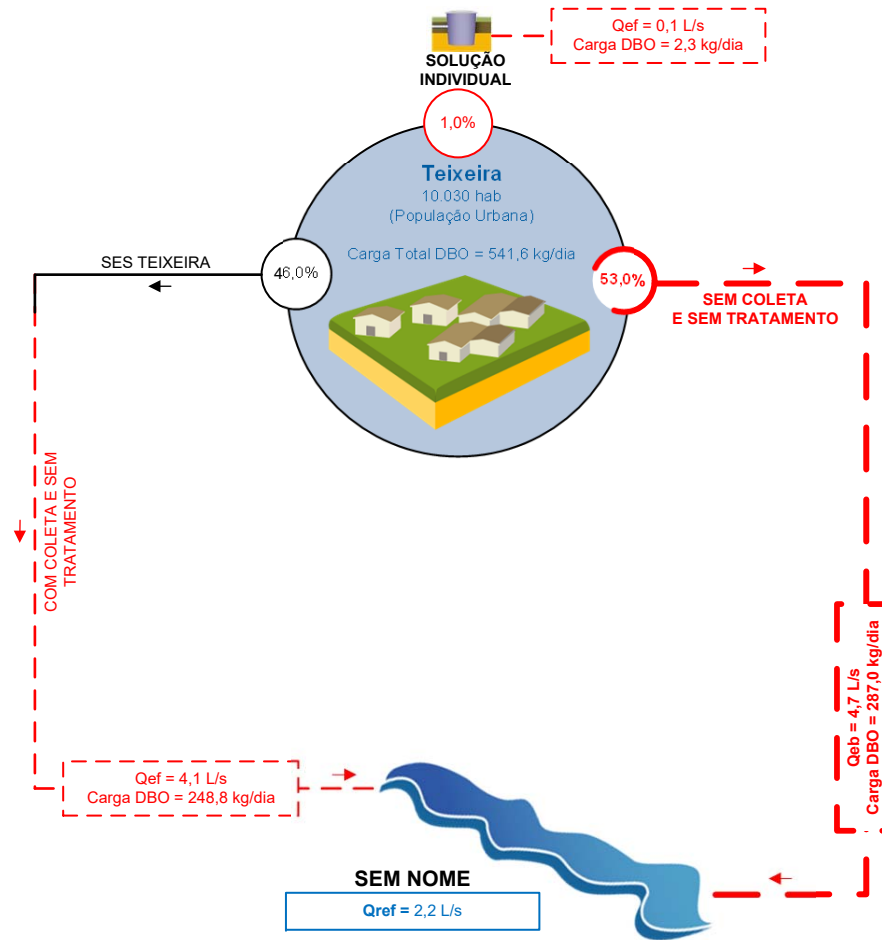 Qef = 0,1 L/s
Carga DBO = 2,3 kg/dia
SOLUÇÃO
INDIVIDUAL
1,0%
Teixeira
10.030 hab
(População Urbana)
Carga Total DBO = 541,6 kg/dia
SES TEIXEIRA
46,0%
53,0%
SEM COLETA
E SEM TRATAMENTO
COM COLETA E SEM
TRATAMENTO
Qeb = 4,7 L/s
Carga DBO = 287,0 kg/dia
Qef = 4,1 L/s
Carga DBO = 248,8 kg/dia
SEM NOME
Qref = 2,2 L/s